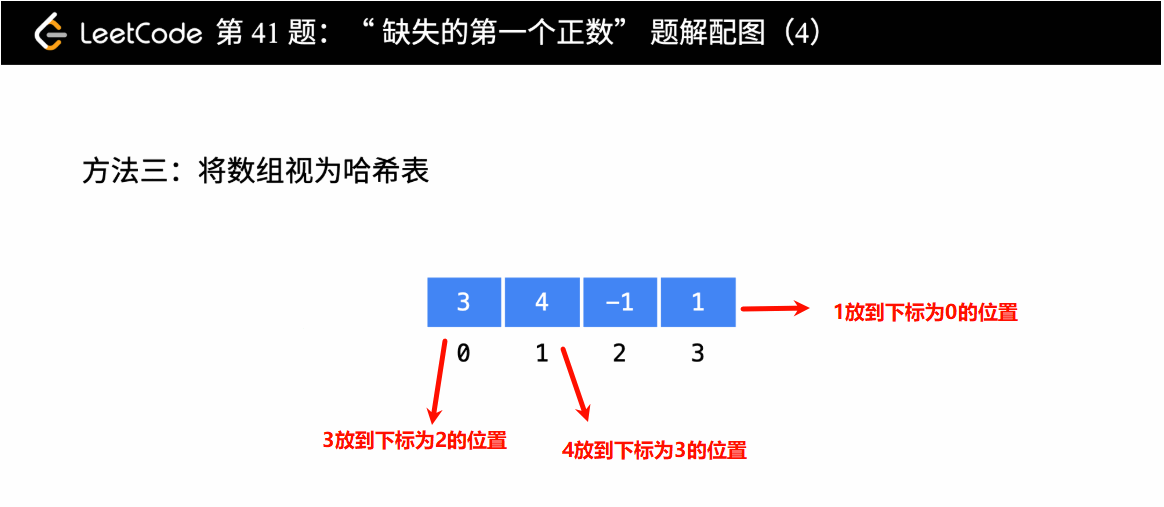 LeetCode 第 41 题：“ 缺失的第一个正数” 题解配图（4）
方法三：将数组视为哈希表
3 4 −1 1
1放到下标为0的位置
0 1 2 3
3放到下标为2的位置
4放到下标为3的位置